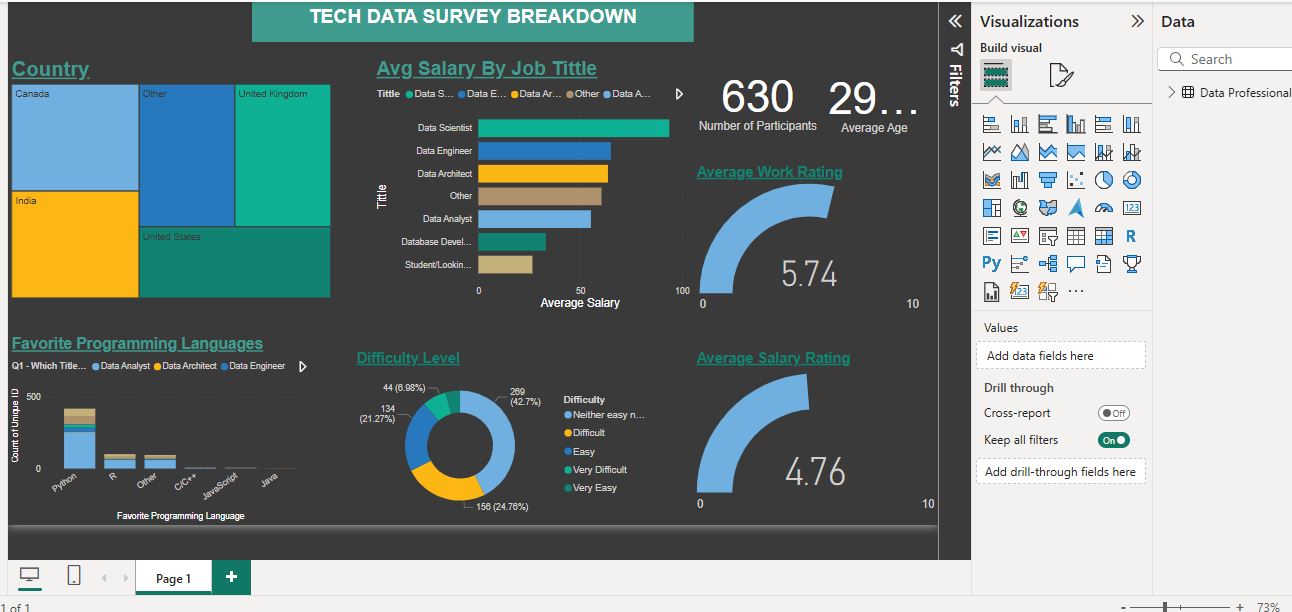 TECH DATA SURVEY BREAKDOWN
Country
Canada
Other
United Kingdom
India
United States
Avg Salary By Job Tittle
Tittle Data S... Data E... Data Ar... Other Data A...
Data Scientist
Data Engineer
Data Architect
Other
Data Analyst
Database Devel...
Student/Lookin...
Tittle
0 50 100
Average Salary
630
Number of Participants
29...
Average Age
Average Work Rating
5.74
0 10
Favorite Programming Languages
Q1 - Which Title... Data Analyst Data Architect Data Engineer
500
0
Count of Unique ID
Python R Other C/C++ JavaScript Java
Favorite Programming Language
Difficulty Level
44 (6.98%)
134
(21.27%)
269
(42.7%)
156 (24.76%)
Difficulty
Neither easy n...
Difficult
Easy
Very Difficult
Very Easy
Average Salary Rating
4.76
0 10
Filters
Visualizations
Build visual
123
R
Py
123
...
Values
Add data fields here
Drill through
Cross-report
Off
Keep all filters
On
Add drill-through fields here
Data
Search
Data Professional
Page 1
+
1 of 1
- + 73%